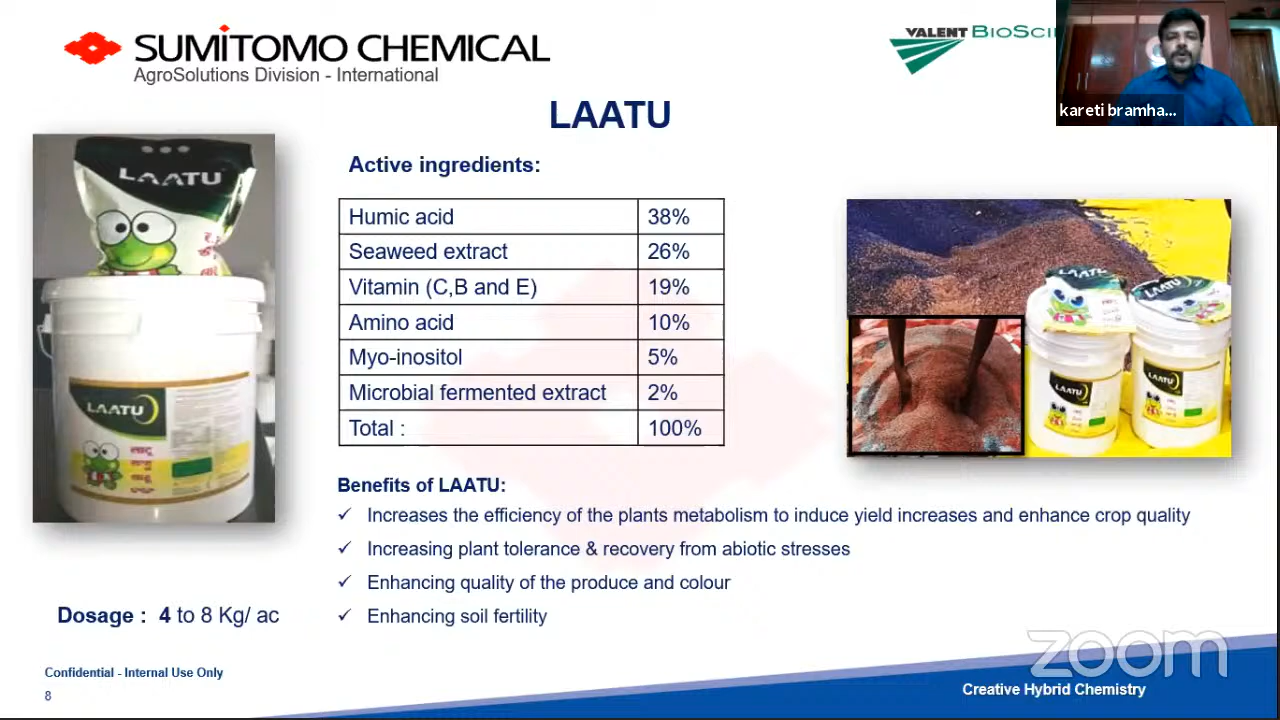 SUMITOMO CHEMICAL
AgroSolutions Division - International
VALENT
kareti bramha...
LAATU
Active ingredients:
Humic acid 38%
Seaweed extract 26%
Vitamin (C,B and E) 19%
Amino acid 10%
Myo-inositol 5%
Microbial fermented extract 2%
Total : 100%
LAATU
LAATU
LAATU
LAATU
LAATU
LAATU
Benefits of LAATU:
✓ Increases the efficiency of the plants metabolism to induce yield increases and enhance crop quality
✓ Increasing plant tolerance & recovery from abiotic stresses
✓ Enhancing quality of the produce and colour
✓ Enhancing soil fertility
Dosage : 4 to 8 Kg/ ac
Confidential - Internal Use Only
8
zoom
Creative Hybrid Chemistry